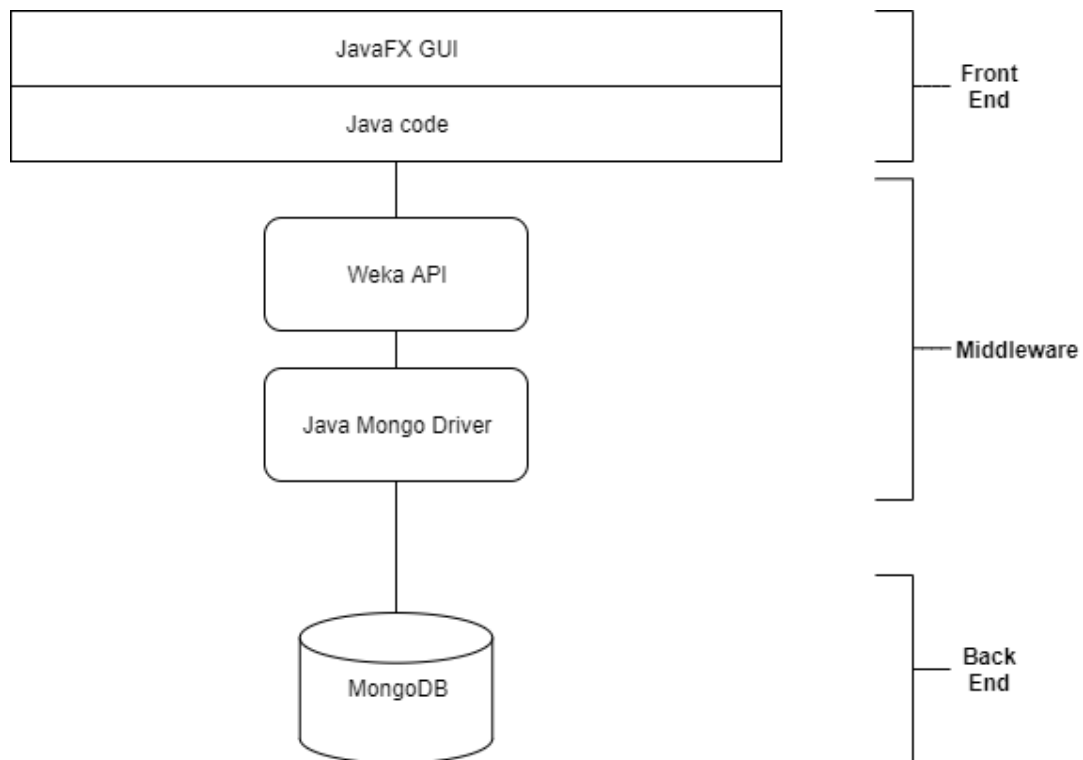 JavaFX GUI
Java code
Front
End
Weka API
Middleware
Java Mongo Driver
MongoDB
Back
End